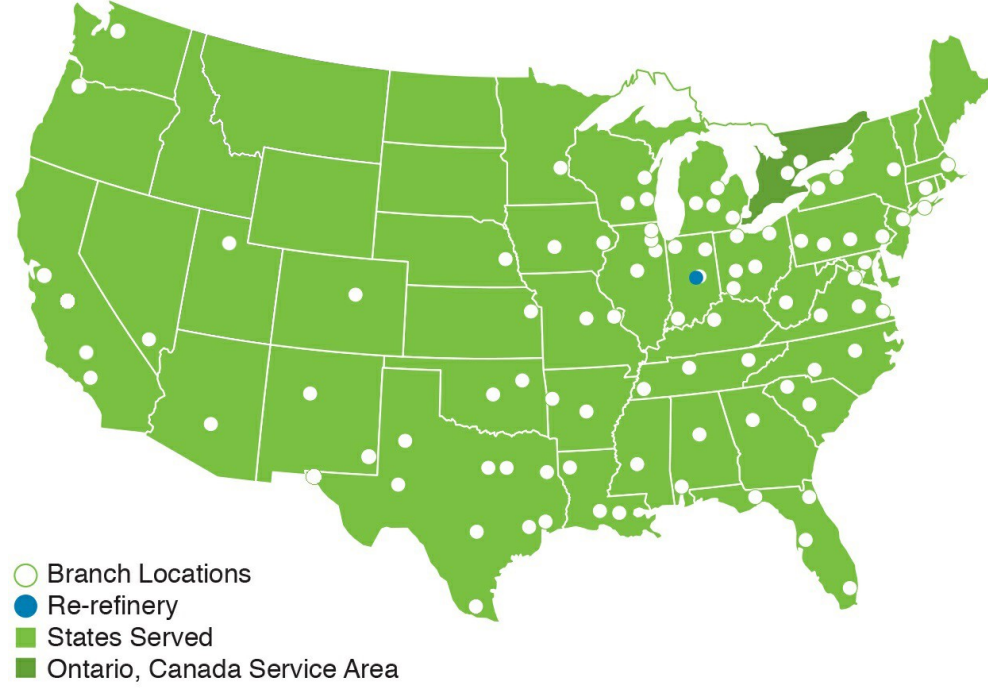 Branch Locations
Re-refinery
States Served
Ontario, Canada Service Area